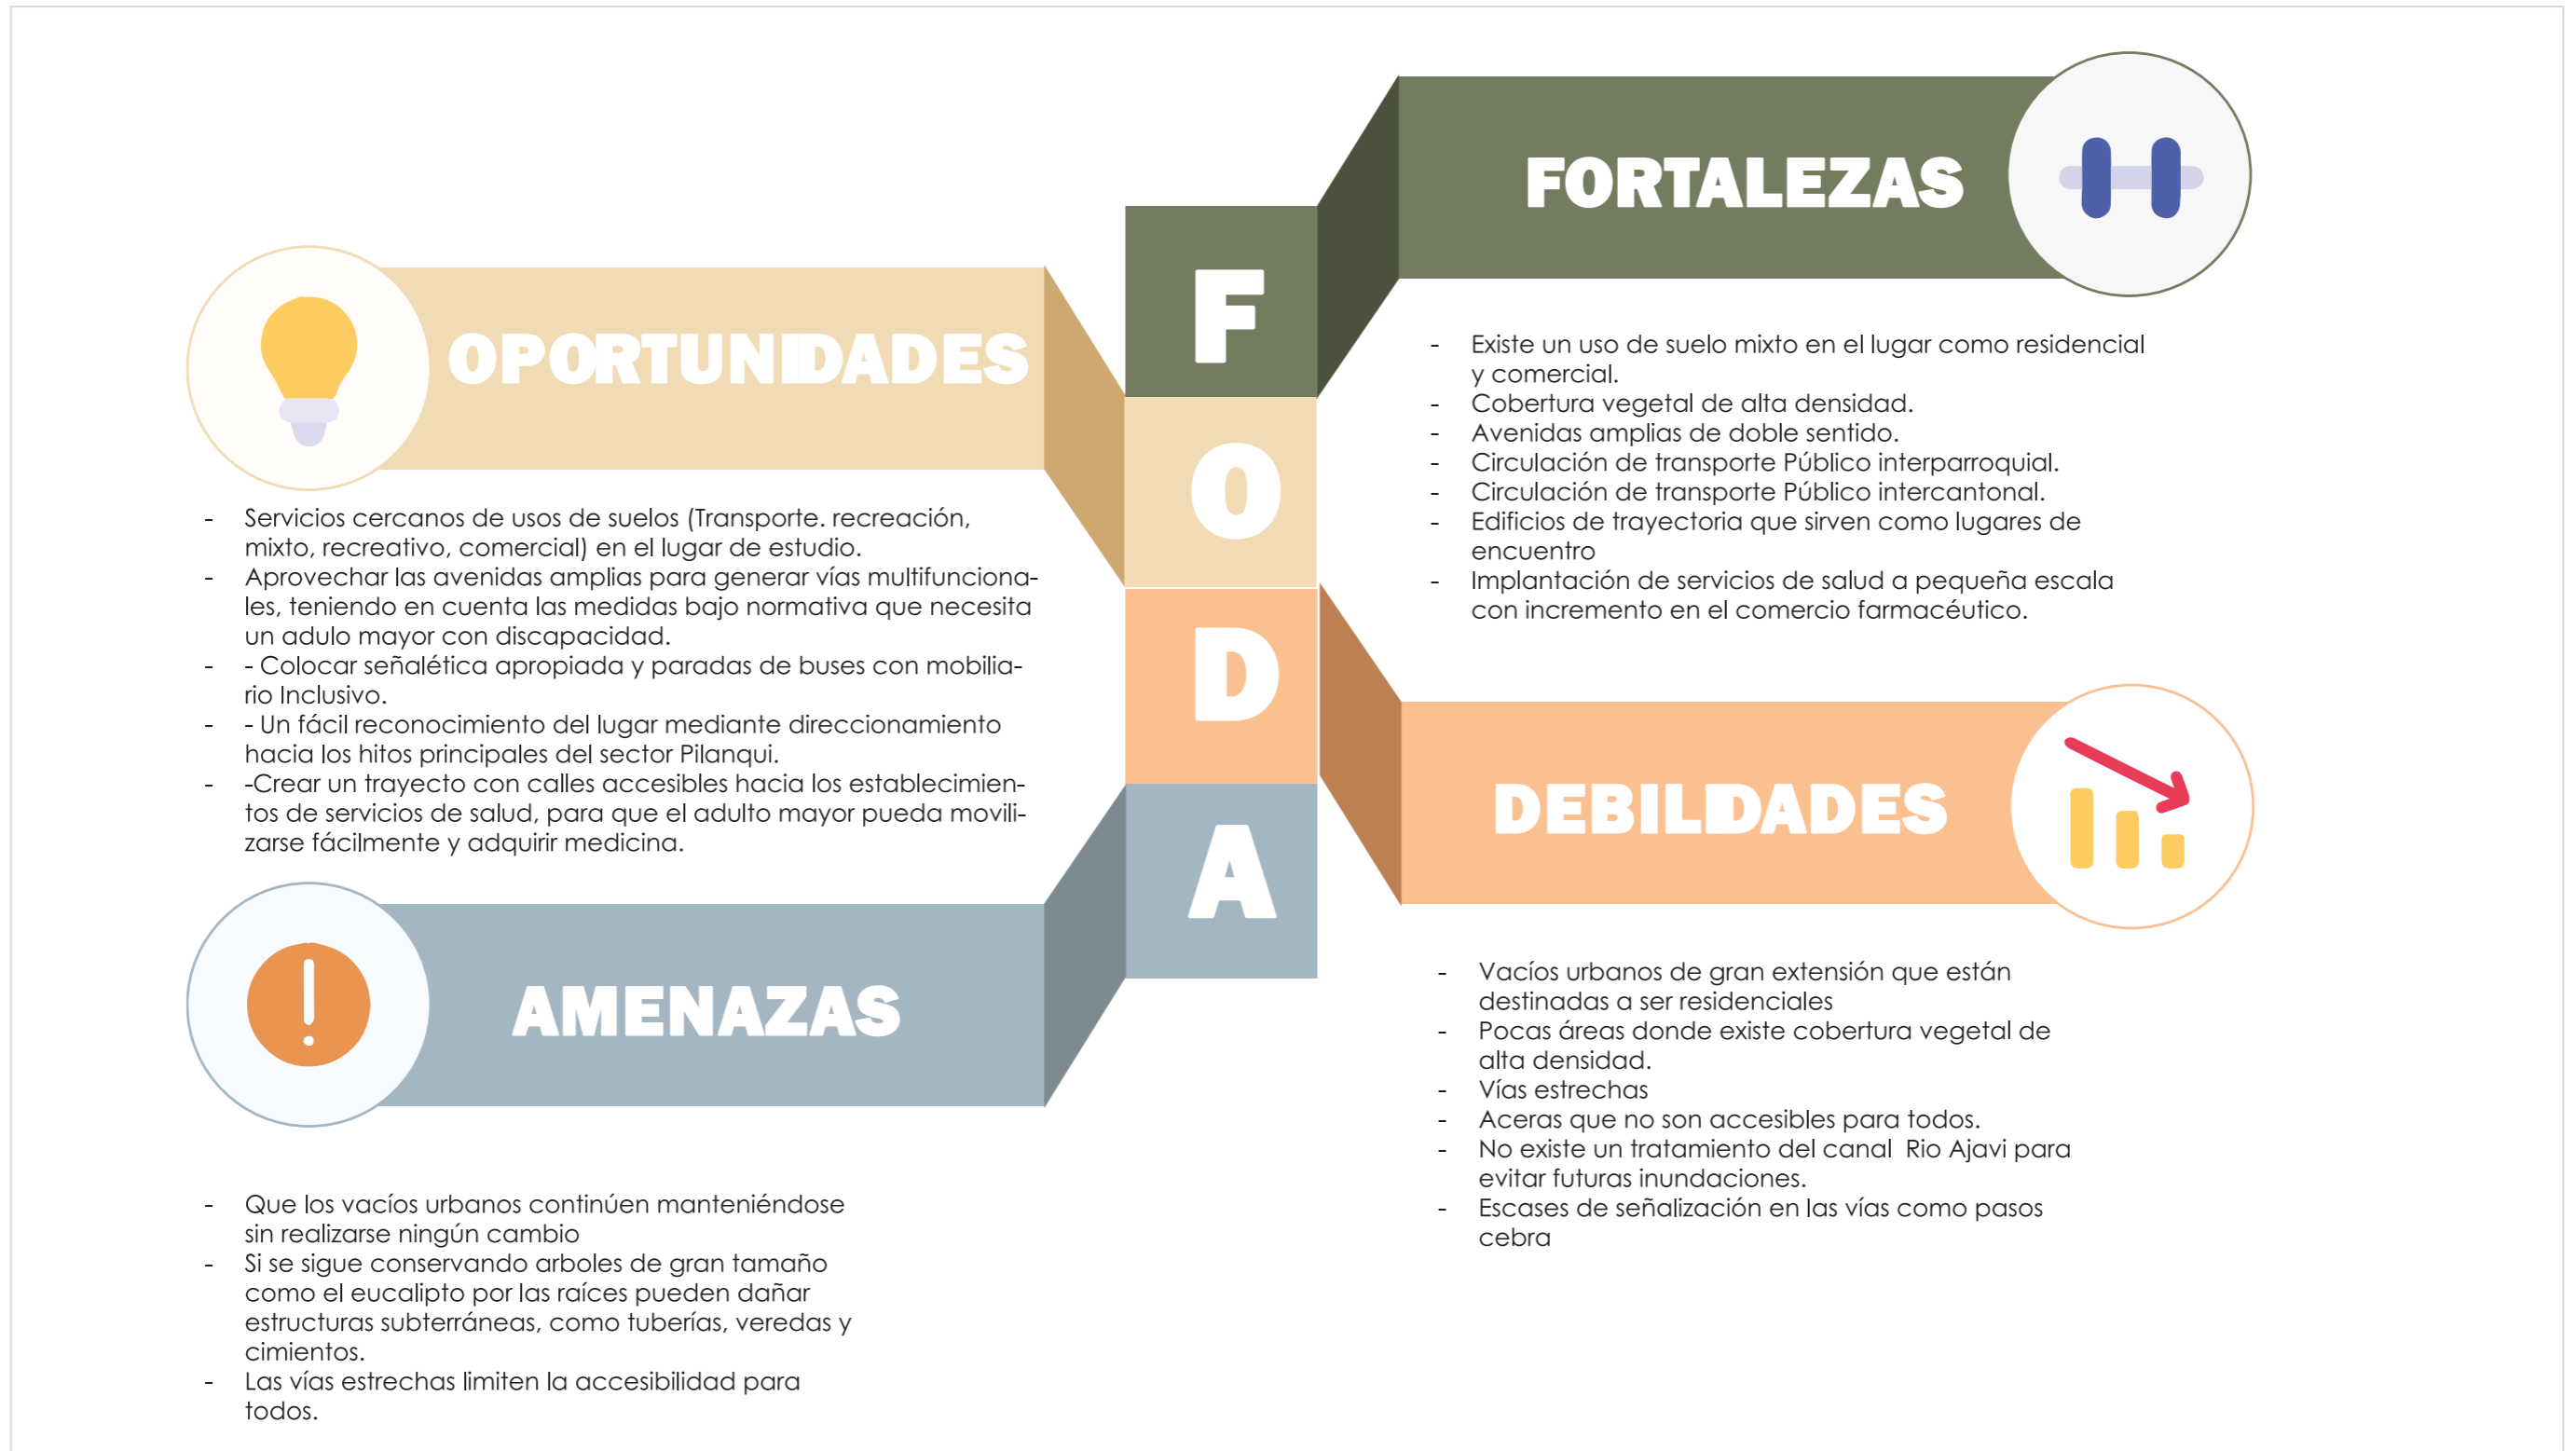 FORTALEZAS
- Existe un uso de suelo mixto en el lugar como residencial
y comercial.
- Cobertura vegetal de alta densidad.
- Avenidas amplias de doble sentido.
- Circulación de transporte Público interparroquial.
- Circulación de transporte Público intercantonal.
- Edificios de trayectoria que sirven como lugares de
encuentro
- Implantación de servicios de salud a pequeña escala
con incremento en el comercio farmacéutico.
F
O
D
A
OPORTUNIDADES
- Servicios cercanos de usos de suelos (Transporte. recreación,
mixto, recreativo, comercial) en el lugar de estudio.
- Aprovechar las avenidas amplias para generar vías multifunciona-
les, teniendo en cuenta las medidas bajo normativa que necesita
un adulo mayor con discapacidad.
- - Colocar señalética apropiada y paradas de buses con mobilia-
rio Inclusivo.
- - Un fácil reconocimiento del lugar mediante direccionamiento
hacia los hitos principales del sector Pilanqui.
- -Crear un trayecto con calles accesibles hacia los establecimien-
tos de servicios de salud, para que el adulto mayor pueda movili-
zarse fácilmente y adquirir medicina.
DEBILDADES
- Vacíos urbanos de gran extensión que están
destinadas a ser residenciales
- Pocas áreas donde existe cobertura vegetal de
alta densidad.
- Vías estrechas
- Aceras que no son accesibles para todos.
- No existe un tratamiento del canal  Rio Ajavi para
evitar futuras inundaciones.
- Escases de señalización en las vías como pasos
cebra
AMENAZAS
- Que los vacíos urbanos continúen manteniéndose
sin realizarse ningún cambio
- Si se sigue conservando arboles de gran tamaño
como el eucalipto por las raíces pueden dañar
estructuras subterráneas, como tuberías, veredas y
cimientos.
- Las vías estrechas limiten la accesibilidad para
todos.